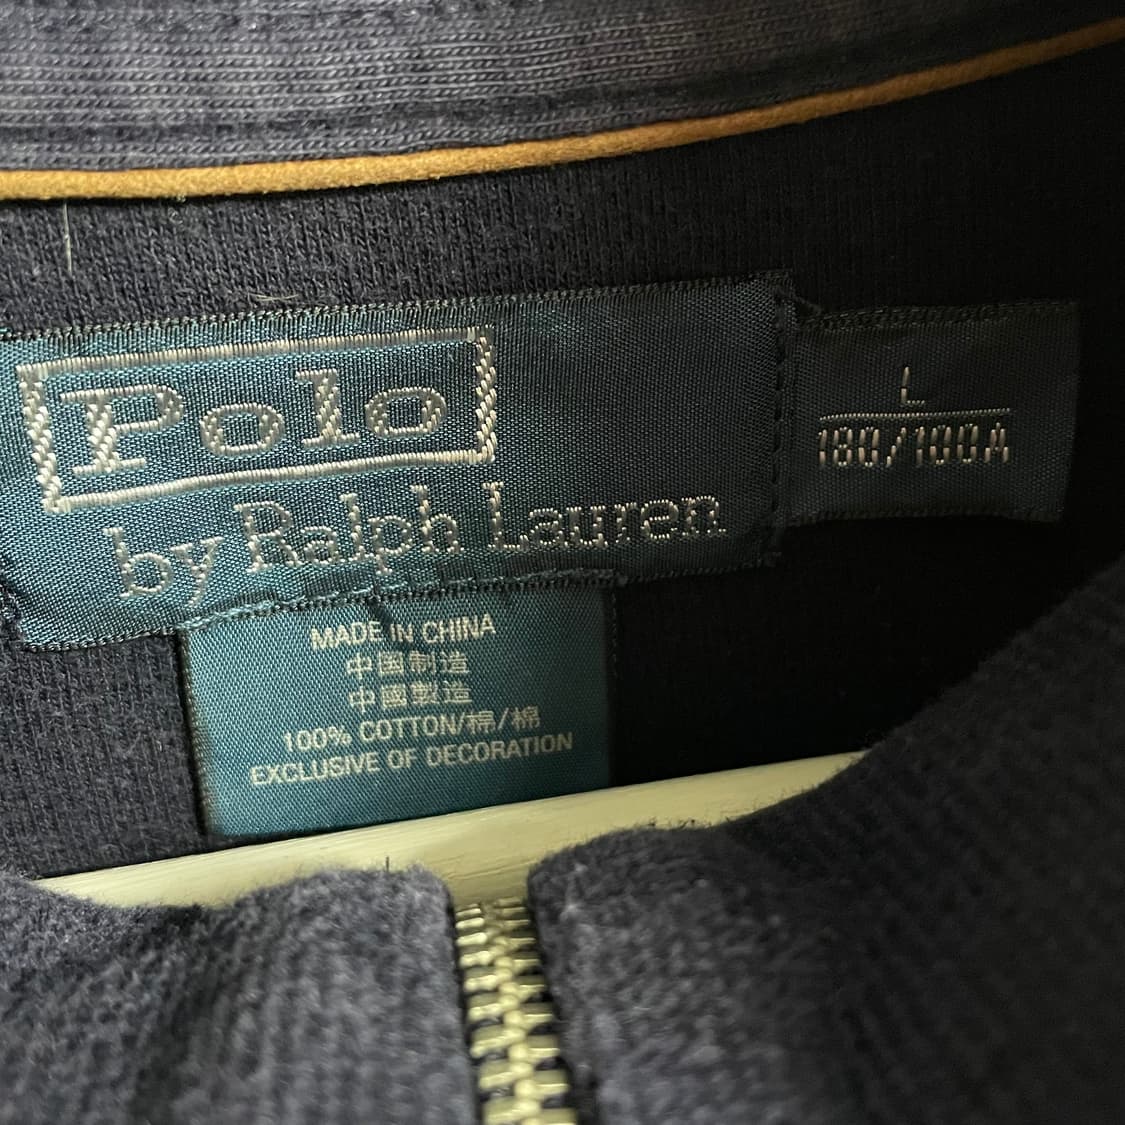 Polo
by Ralph Lauren
L
180/100A
MADE IN CHINA
中国制造
中國製造
100% COTTON/棉/棉
EXCLUSIVE OF DECORATION